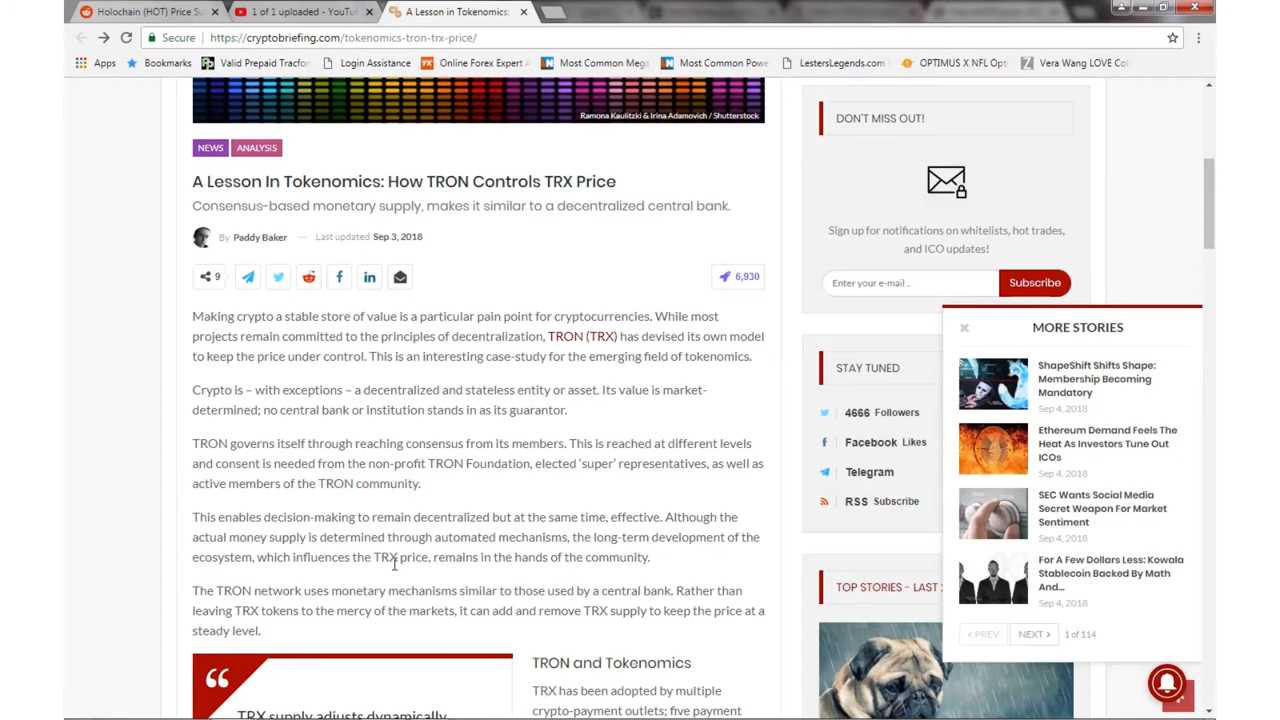 Holochain (HOT) Price Su
1 of 1 uploaded - YouTu
A Lesson in Tokenomics:
Secure
https://cryptobriefing.com/tokenomics-tron-trx-price/
Apps
Bookmarks
Valid Prepaid Tracfon
Login Assistance
Online Forex Expert A
Most Common Mega
Most Common Powe
LestersLegends.com
OPTIMUS X NFL Opt
Vera Wang LOVE Co
Ramona Kaulitzki & Irina Adamovich / Shutterstock
NEWS
ANALYSIS
A Lesson In Tokenomics: How TRON Controls TRX Price
Consensus-based monetary supply, makes it similar to a decentralized central bank.
By Paddy Baker — Last updated Sep 3, 2018
9
6,930
Making crypto a stable store of value is a particular pain point for cryptocurrencies. While most
projects remain committed to the principles of decentralization, TRON (TRX) has devised its own model
to keep the price under control. This is an interesting case-study for the emerging field of tokenomics.
Crypto is – with exceptions – a decentralized and stateless entity or asset. Its value is market-
determined; no central bank or institution stands in as its guarantor.
TRON governs itself through reaching consensus from its members. This is reached at different levels
and consent is needed from the non-profit TRON Foundation, elected ‘super’ representatives, as well as
active members of the TRON community.
This enables decision-making to remain decentralized but at the same time, effective. Although the
actual money supply is determined through automated mechanisms, the long-term development of the
ecosystem, which influences the TRX price, remains in the hands of the community.
The TRON network uses monetary mechanisms similar to those used by a central bank. Rather than
leaving TRX tokens to the mercy of the markets, it can add and remove TRX supply to keep the price at a
steady level.
TRX supply adjusts dynamically
TRON and Tokenomics
TRX has been adopted by multiple
crypto-payment outlets; five payment
DON'T MISS OUT!
Sign up for notifications on whitelists, hot trades,
and ICO updates!
Enter your e-mail ..
Subscribe
STAY TUNED
4666 Followers
Facebook Likes
Telegram
RSS Subscribe
TOP STORIES - LAST
MORE STORIES
ShapeShift Shifts Shape:
Membership Becoming
Mandatory
Sep 4, 2018
Ethereum Demand Feels The
Heat As Investors Tune Out
ICOs
Sep 4, 2018
SEC Wants Social Media
Secret Weapon For Market
Sentiment
Sep 4, 2018
For A Few Dollars Less: Kowala
Stablecoin Backed By Math
And...
Sep 4, 2018
PREV
NEXT
1 of 114